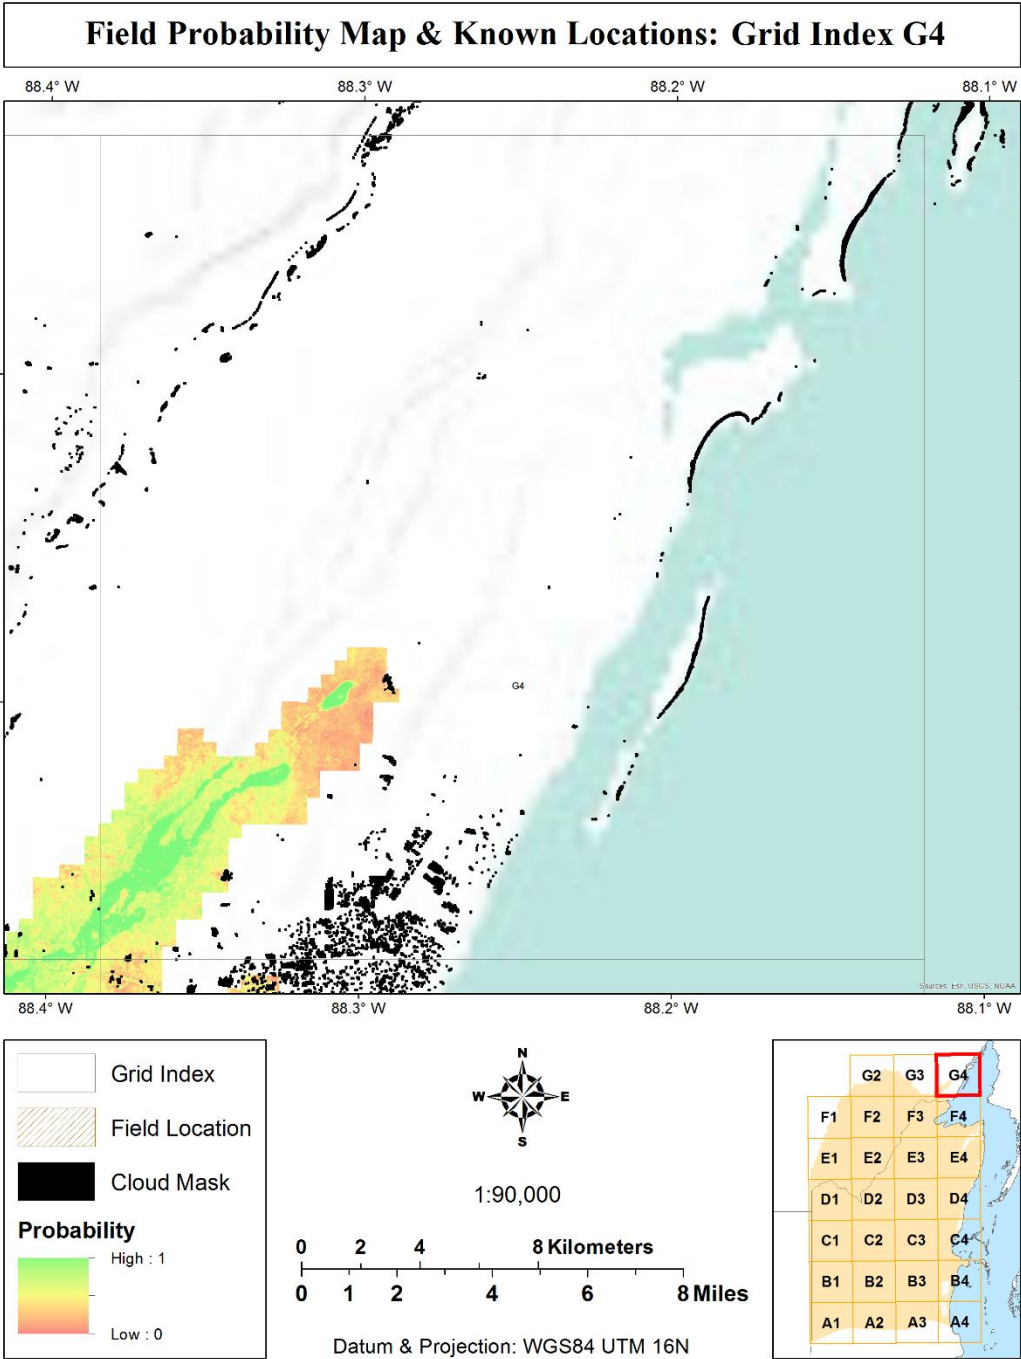 Field Probability Map & Known Locations: Grid Index G4
88.4° W 88.3° W 88.2° W 88.1° W
G4
Sources: Esri, USGS, NOAA
88.4° W 88.3° W 88.2° W 88.1° W
Grid Index
Field Location
Cloud Mask
Probability
High : 1
Low : 0
N
W E
S
1:90,000
0 2 4 8 Kilometers
0 1 2 4 6 8 Miles
Datum & Projection: WGS84 UTM 16N
G2 G3 G4
F1 F2 F3 F4
E1 E2 E3 E4
D1 D2 D3 D4
C1 C2 C3 C4
B1 B2 B3 B4
A1 A2 A3 A4